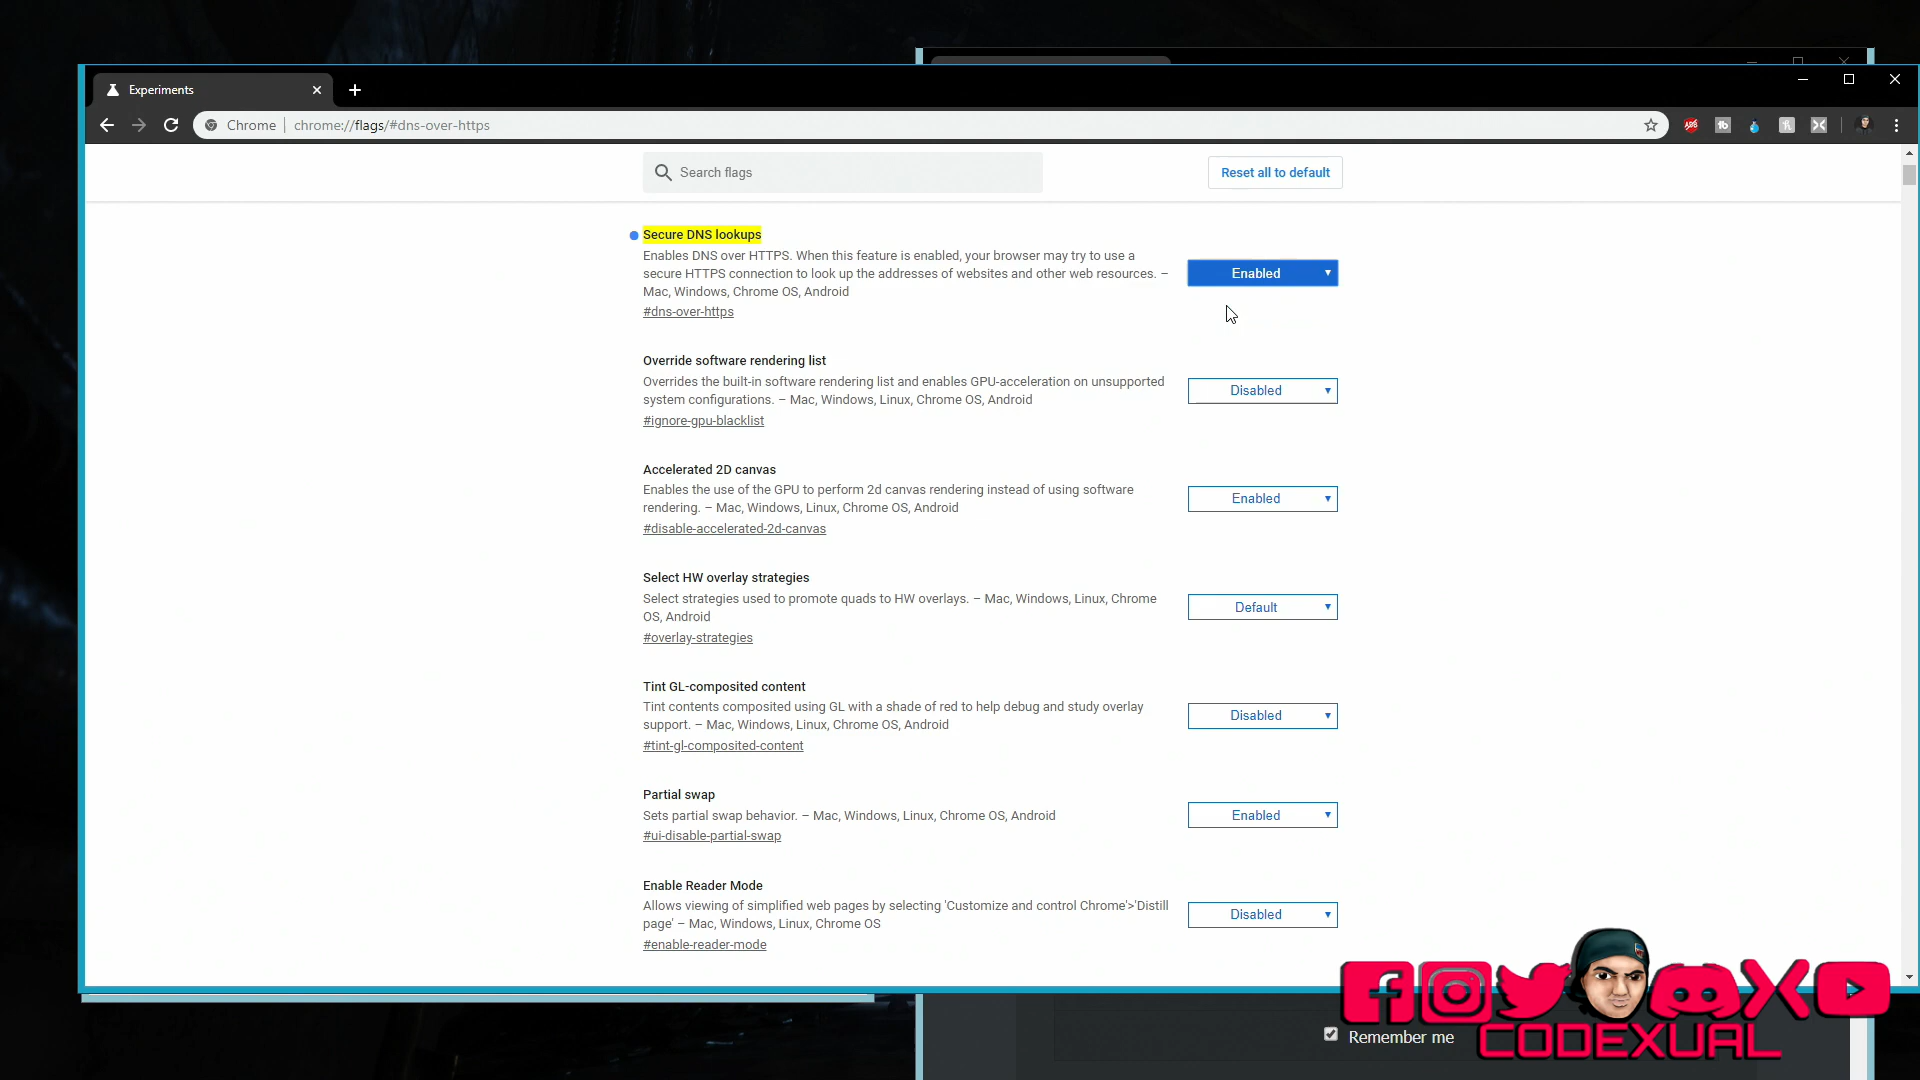 Experiments
Chrome chrome://flags/#dns-over-https
ABP
Search flags
Reset all to default
Secure DNS lookups
Enables DNS over HTTPS. When this feature is enabled, your browser may try to use a
secure HTTPS connection to look up the addresses of websites and other web resources. –
Mac, Windows, Chrome OS, Android
#dns-over-https
Enabled
Override software rendering list
Overrides the built-in software rendering list and enables GPU-acceleration on unsupported
system configurations. – Mac, Windows, Linux, Chrome OS, Android
#ignore-gpu-blacklist
Disabled
Accelerated 2D canvas
Enables the use of the GPU to perform 2d canvas rendering instead of using software
rendering. – Mac, Windows, Linux, Chrome OS, Android
#disable-accelerated-2d-canvas
Enabled
Select HW overlay strategies
Select strategies used to promote quads to HW overlays. – Mac, Windows, Linux, Chrome
OS, Android
#overlay-strategies
Default
Tint GL-composited content
Tint contents composited using GL with a shade of red to help debug and study overlay
support. – Mac, Windows, Linux, Chrome OS, Android
#tint-gl-composited-content
Disabled
Partial swap
Sets partial swap behavior. – Mac, Windows, Linux, Chrome OS, Android
#ui-disable-partial-swap
Enabled
Enable Reader Mode
Allows viewing of simplified web pages by selecting 'Customize and control Chrome'>'Distill
page' – Mac, Windows, Linux, Chrome OS
#enable-reader-mode
Disabled
Remember me
CODEXUAL